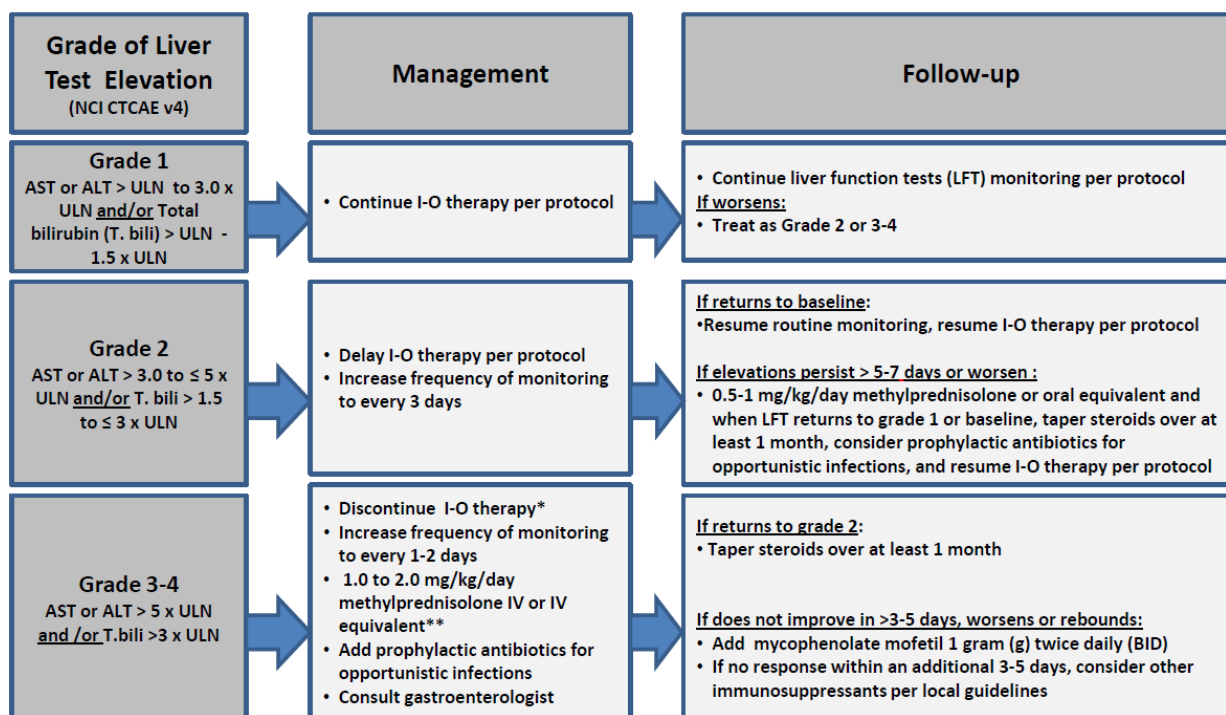 Grade of Liver
Test Elevation
(NCI CTCAE v4)
Management
Follow-up
Grade 1
AST or ALT > ULN to 3.0 x
ULN and/or Total
bilirubin (T. bili) > ULN -
1.5 x ULN
• Continue I-O therapy per protocol
• Continue liver function tests (LFT) monitoring per protocol
If worsens:
• Treat as Grade 2 or 3-4
Grade 2
AST or ALT > 3.0 to ≤ 5 x
ULN and/or T. bili > 1.5
to ≤ 3 x ULN
• Delay I-O therapy per protocol
• Increase frequency of monitoring
to every 3 days
If returns to baseline:
•Resume routine monitoring, resume I-O therapy per protocol
If elevations persist > 5-7 days or worsen :
• 0.5-1 mg/kg/day methylprednisolone or oral equivalent and
when LFT returns to grade 1 or baseline, taper steroids over at
least 1 month, consider prophylactic antibiotics for
opportunistic infections, and resume I-O therapy per protocol
Grade 3-4
AST or ALT > 5 x ULN
and /or T.bili >3 x ULN
• Discontinue I-O therapy*
• Increase frequency of monitoring
to every 1-2 days
• 1.0 to 2.0 mg/kg/day
methylprednisolone IV or IV
equivalent**
• Add prophylactic antibiotics for
opportunistic infections
• Consult gastroenterologist
If returns to grade 2:
• Taper steroids over at least 1 month
If does not improve in >3-5 days, worsens or rebounds:
• Add mycophenolate mofetil 1 gram (g) twice daily (BID)
• If no response within an additional 3-5 days, consider other
immunosuppressants per local guidelines